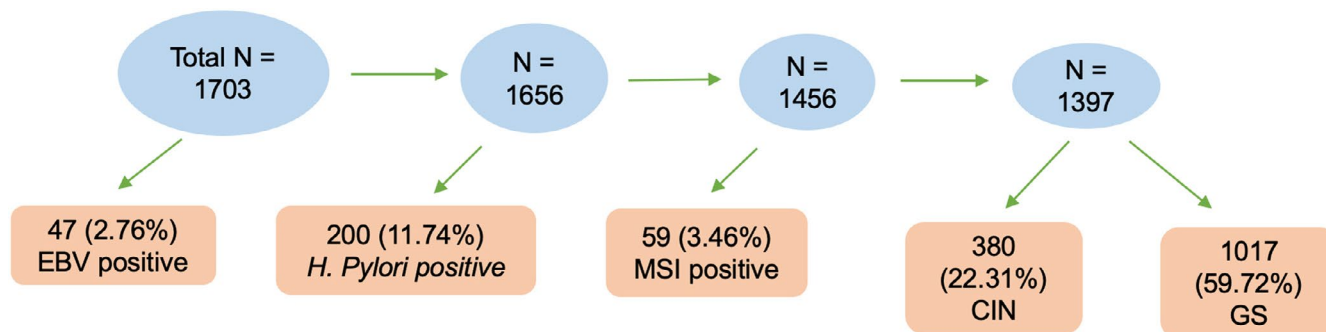 Total N =
1703
N =
1656
N =
1456
N =
1397
47 (2.76%)
EBV positive
200 (11.74%)
H. Pylori positive
59 (3.46%)
MSI positive
380
(22.31%)
CIN
1017
(59.72%)
GS